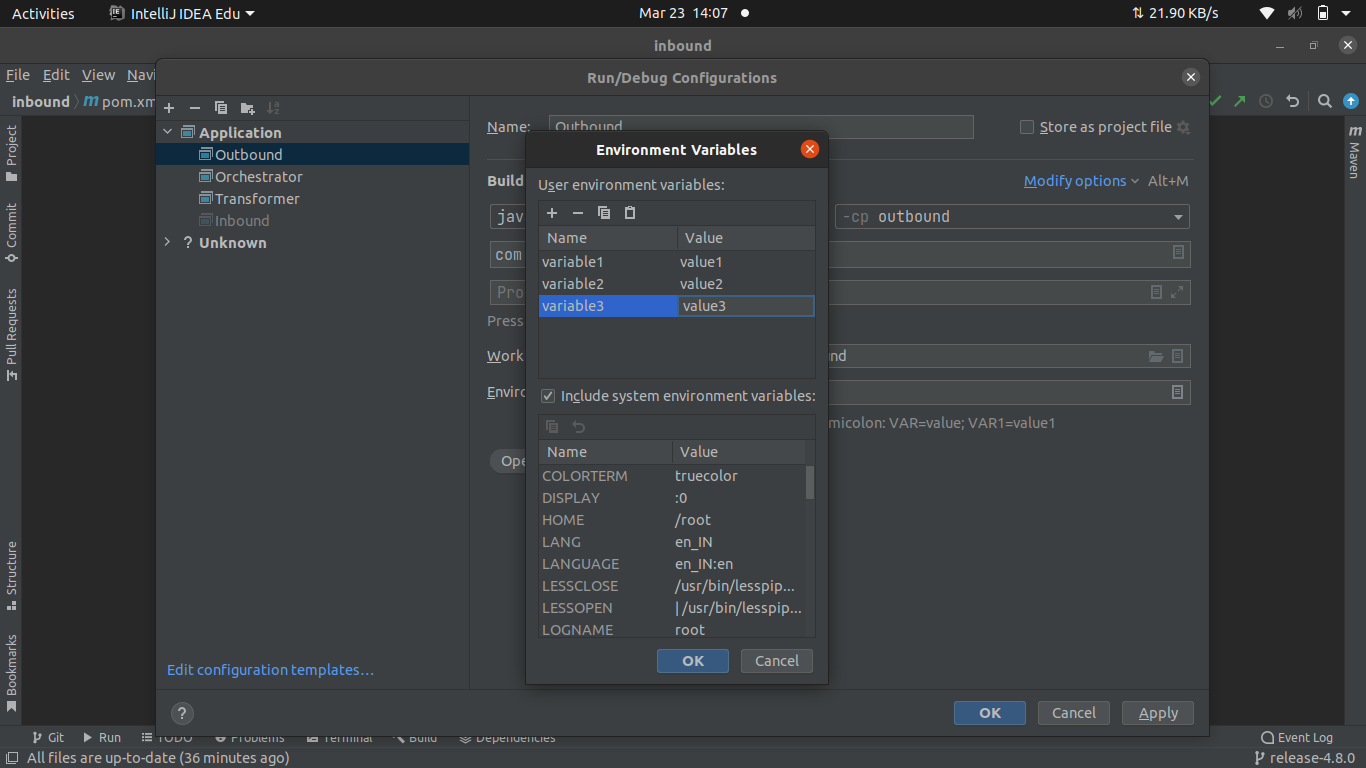 Activities IntelliJ IDEA Edu Mar 23 14:07 21.90 KB/s
inbound
File Edit View Navi
Run/Debug Configurations
inbound pom.xm
Project
Commit
Pull Requests
Structure
Bookmarks
Application
Outbound
Orchestrator
Transformer
Inbound
? Unknown
Edit configuration templates…
?
Name: Outbound Store as project file
Build Modify options Alt+M
jav -cp outbound
com
Pro
Press
Work nd
Enviro
micolon: VAR=value; VAR1=value1
Ope
Environment Variables
User environment variables:
Name Value
variable1 value1
variable2 value2
variable3 value3
Include system environment variables:
Name Value
COLORTERM truecolor
DISPLAY :0
HOME /root
LANG en_IN
LANGUAGE en_IN:en
LESSCLOSE /usr/bin/lesspip...
LESSOPEN | /usr/bin/lesspip...
LOGNAME root
OK Cancel
OK Cancel Apply
m Maven
Git Run TODO Problems Terminal Build Dependencies Event Log
All files are up-to-date (36 minutes ago) release-4.8.0